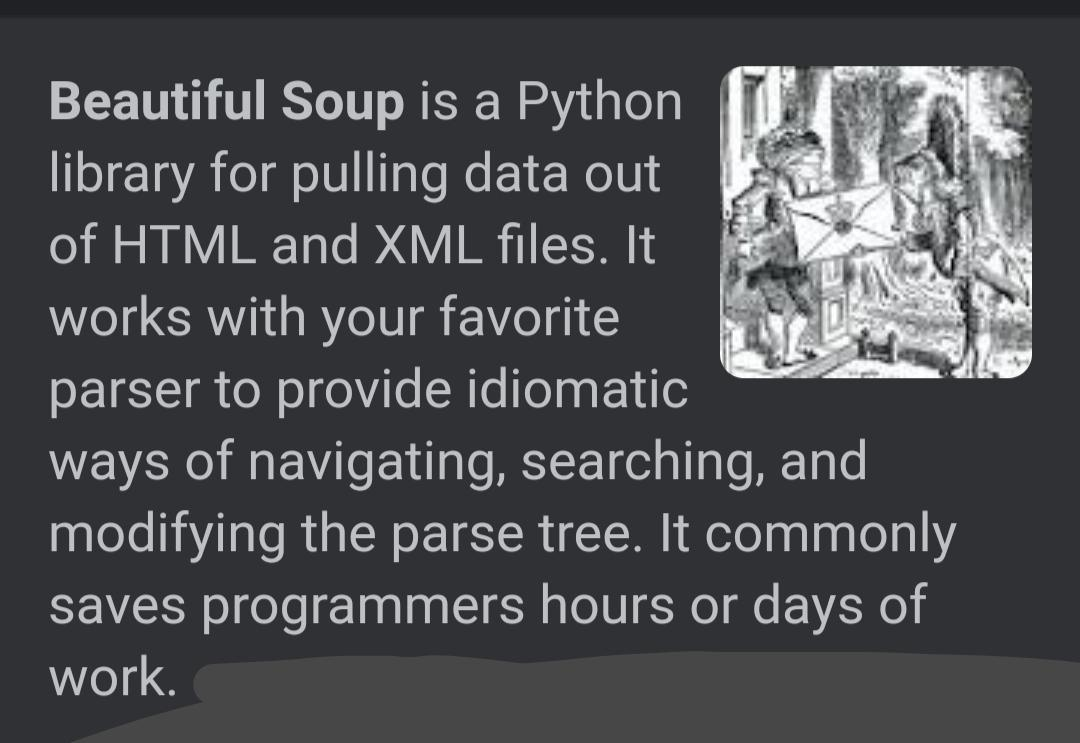 Beautiful Soup is a Python
library for pulling data out
of HTML and XML files. It
works with your favorite
parser to provide idiomatic
ways of navigating, searching, and
modifying the parse tree. It commonly
saves programmers hours or days of
work.